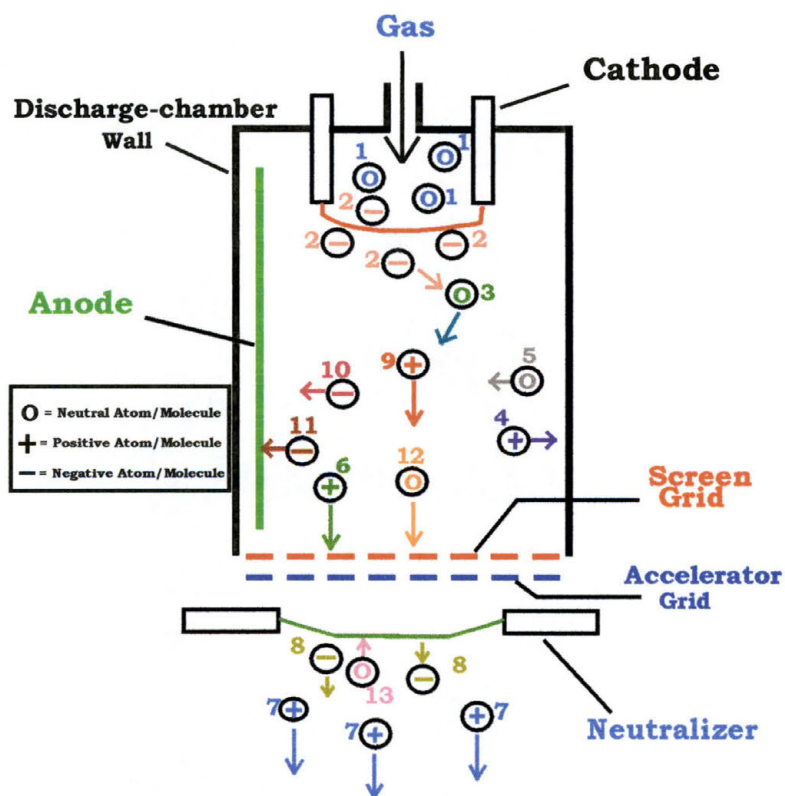 Gas
Cathode
Discharge-chamber
Wall
1
1
O
O
O 1
2 −
2 − − 2
2 −
O 3
Anode
9 +
5
O
10
−
4
+
O = Neutral Atom/Molecule
+ = Positive Atom/Molecule
− = Negative Atom/Molecule
11
−
6
+
12
O
Screen
Grid
Accelerator
Grid
8 − 8
O −
13
7 + + 7
7 +
Neutralizer